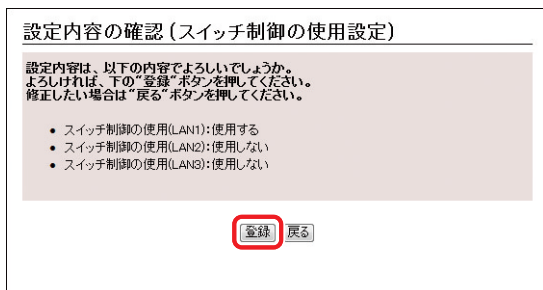 設定内容の確認(スイッチ制御の使用設定)
設定内容は、以下の内容でよろしいでしょうか。
よろしければ、下の"登録"ボタンを押してください。
修正したい場合は"戻る"ボタンを押してください。
• スイッチ制御の使用(LAN1):使用する
• スイッチ制御の使用(LAN2):使用しない
• スイッチ制御の使用(LAN3):使用しない
登録 戻る